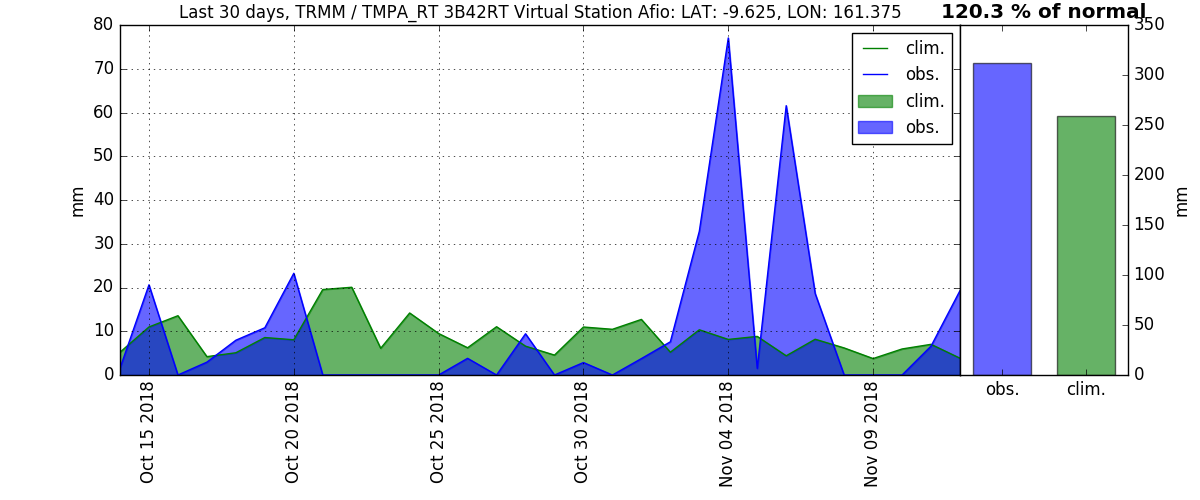 Last 30 days, TRMM / TMPA_RT 3B42RT Virtual Station Afio: LAT: -9.625, LON: 161.375
120.3 % of normal
80
70
60
50
40
30
20
10
0
mm
clim.
obs.
clim.
obs.
Oct 15 2018
Oct 20 2018
Oct 25 2018
Oct 30 2018
Nov 04 2018
Nov 09 2018
350
300
250
200
150
100
50
0
mm
obs.
clim.